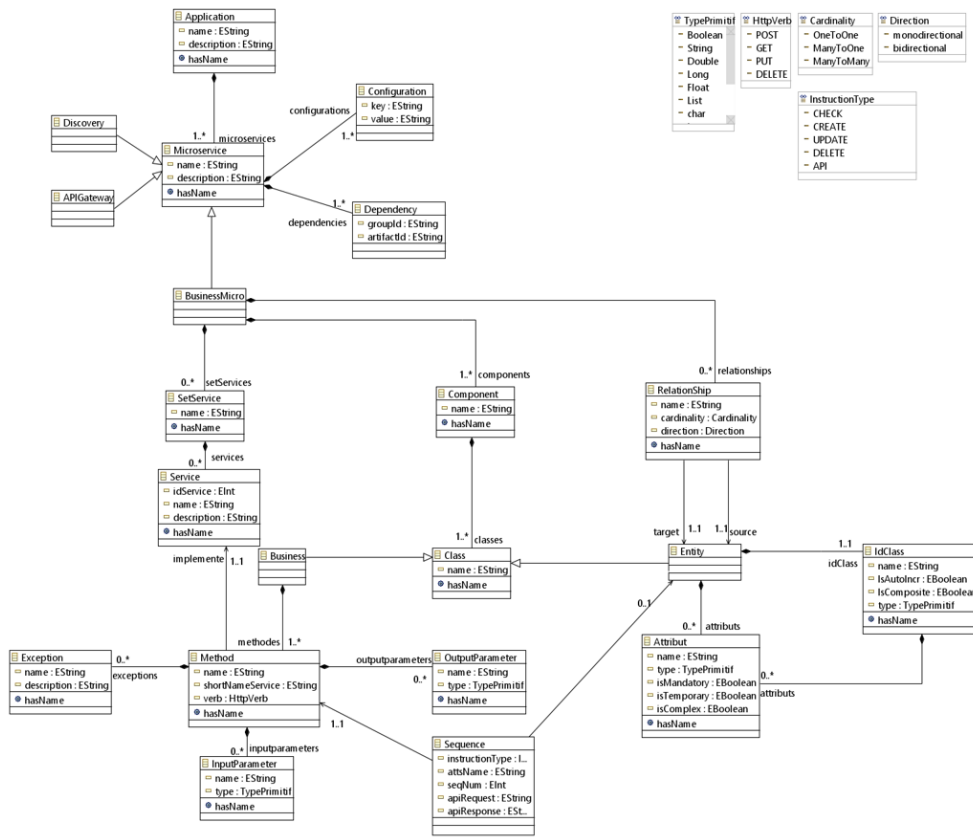 Application
name : EString
description : EString
hasName
TypePrimitif
Boolean
String
Double
Long
Float
List
char
HttpVerb
POST
GET
PUT
DELETE
Cardinality
OneToOne
ManyToOne
ManyToMany
Direction
monodirectional
bidirectional
InstructionType
CHECK
CREATE
UPDATE
DELETE
API
configurations
1..*
Configuration
key : EString
value : EString
Discovery
1..*
microservices
Microservice
name : EString
description : EString
hasName
APIGateway
1..*
dependencies
Dependency
groupId : EString
artifactId : EString
BusinessMicro
0..*
setServices
1..*
components
0..*
relationships
SetService
name : EString
hasName
Component
name : EString
hasName
RelationShip
name : EString
cardinality : Cardinality
direction : Direction
hasName
0..*
services
Service
idService : EInt
name : EString
description : EString
hasName
implemente
1..1
1..*
classes
target
1..1
1..1
source
Business
Class
name : EString
hasName
Entity
1..1
idClass
IdClass
name : EString
IsAutoIncr : EBoolean
IsComposite : EBoolean
type : TypePrimitif
hasName
0..1
0..*
attributs
methodes
1..*
Exception
name : EString
description : EString
hasName
0..*
exceptions
Method
name : EString
shortNameService : EString
verb : HttpVerb
hasName
outputparameters
0..*
OutputParameter
name : EString
type : TypePrimitif
hasName
Attribut
name : EString
type : TypePrimitif
isMandatory : EBoolean
isTemporary : EBoolean
isComplex : EBoolean
hasName
0..*
attributs
1..1
0..*
inputparameters
InputParameter
name : EString
type : TypePrimitif
hasName
Sequence
instructionType : I...
attsName : EString
seqNum : EInt
apiRequest : EString
apiResponse : ESt...